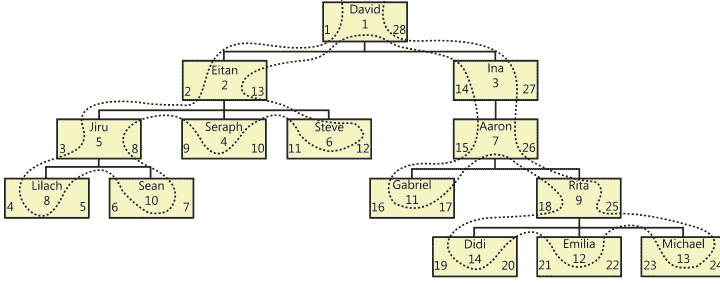 David
1 1 28
Eitan
2 2 13
Ina
14 3 27
Jiru
3 5 8
Seraph
9 4 10
Steve
11 6 12
Aaron
15 7 26
Lilach
4 8 5
Sean
6 10 7
Gabriel
16 11 17
Rita
18 9 25
Didi
19 14 20
Emilia
21 12 22
Michael
23 13 24